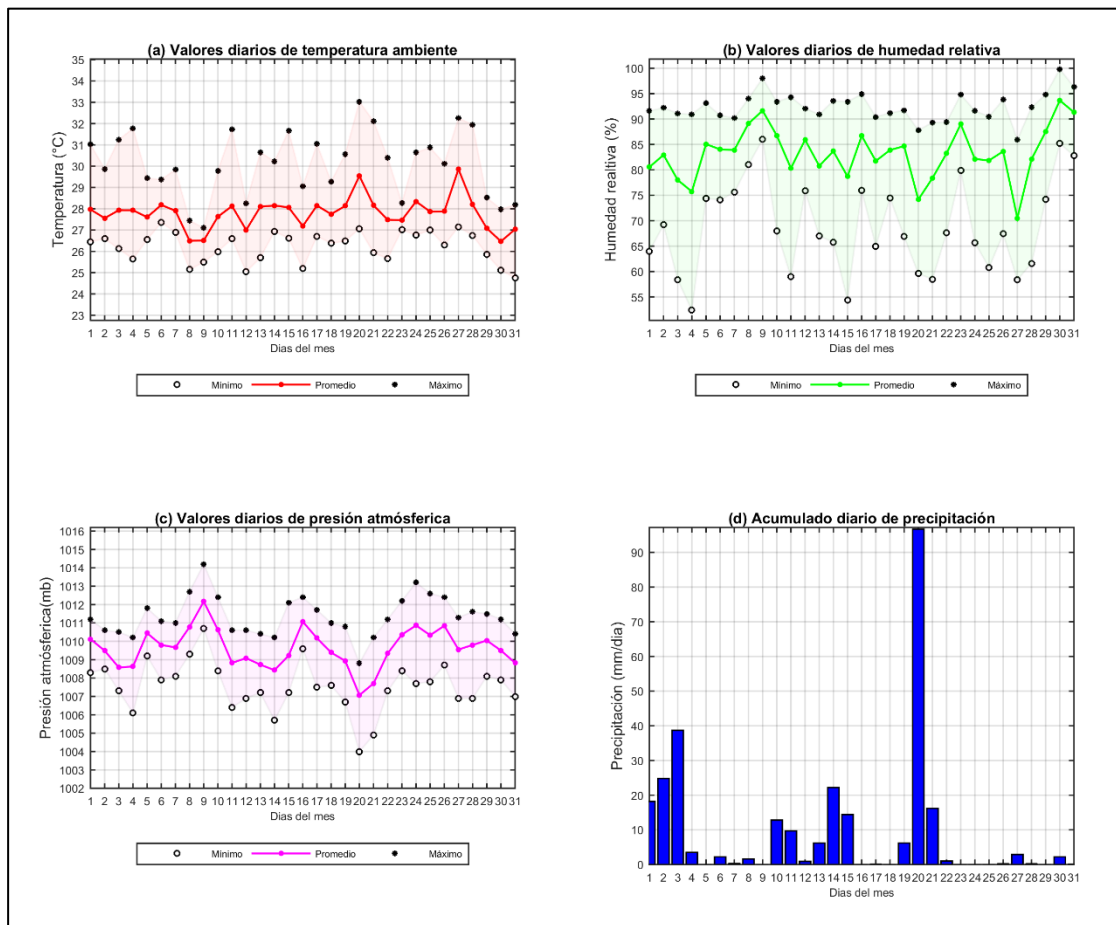 (a) Valores diarios de temperatura ambiente
35
34
33
32
31
30
29
28
27
26
25
24
23
Temperatura (°C)
1 2 3 4 5 6 7 8 9 10 11 12 13 14 15 16 17 18 19 20 21 22 23 24 25 26 27 28 29 30 31
Dias del mes
Mínimo Promedio Máximo
(b) Valores diarios de humedad relativa
100
95
90
85
80
75
70
65
60
55
Humedad realtiva (%)
1 2 3 4 5 6 7 8 9 10 11 12 13 14 15 16 17 18 19 20 21 22 23 24 25 26 27 28 29 30 31
Dias del mes
Mínimo Promedio Máximo
(c) Valores diarios de presión atmósferica
1016
1015
1014
1013
1012
1011
1010
1009
1008
1007
1006
1005
1004
1003
1002
Presión atmósferica(mb)
1 2 3 4 5 6 7 8 9 10 11 12 13 14 15 16 17 18 19 20 21 22 23 24 25 26 27 28 29 30 31
Dias del mes
Mínimo Promedio Máximo
(d) Acumulado diario de precipitación
90
80
70
60
50
40
30
20
10
0
Precipitación (mm/día)
1 2 3 4 5 6 7 8 9 10 11 12 13 14 15 16 17 18 19 20 21 22 23 24 25 26 27 28 29 30 31
Dias del mes